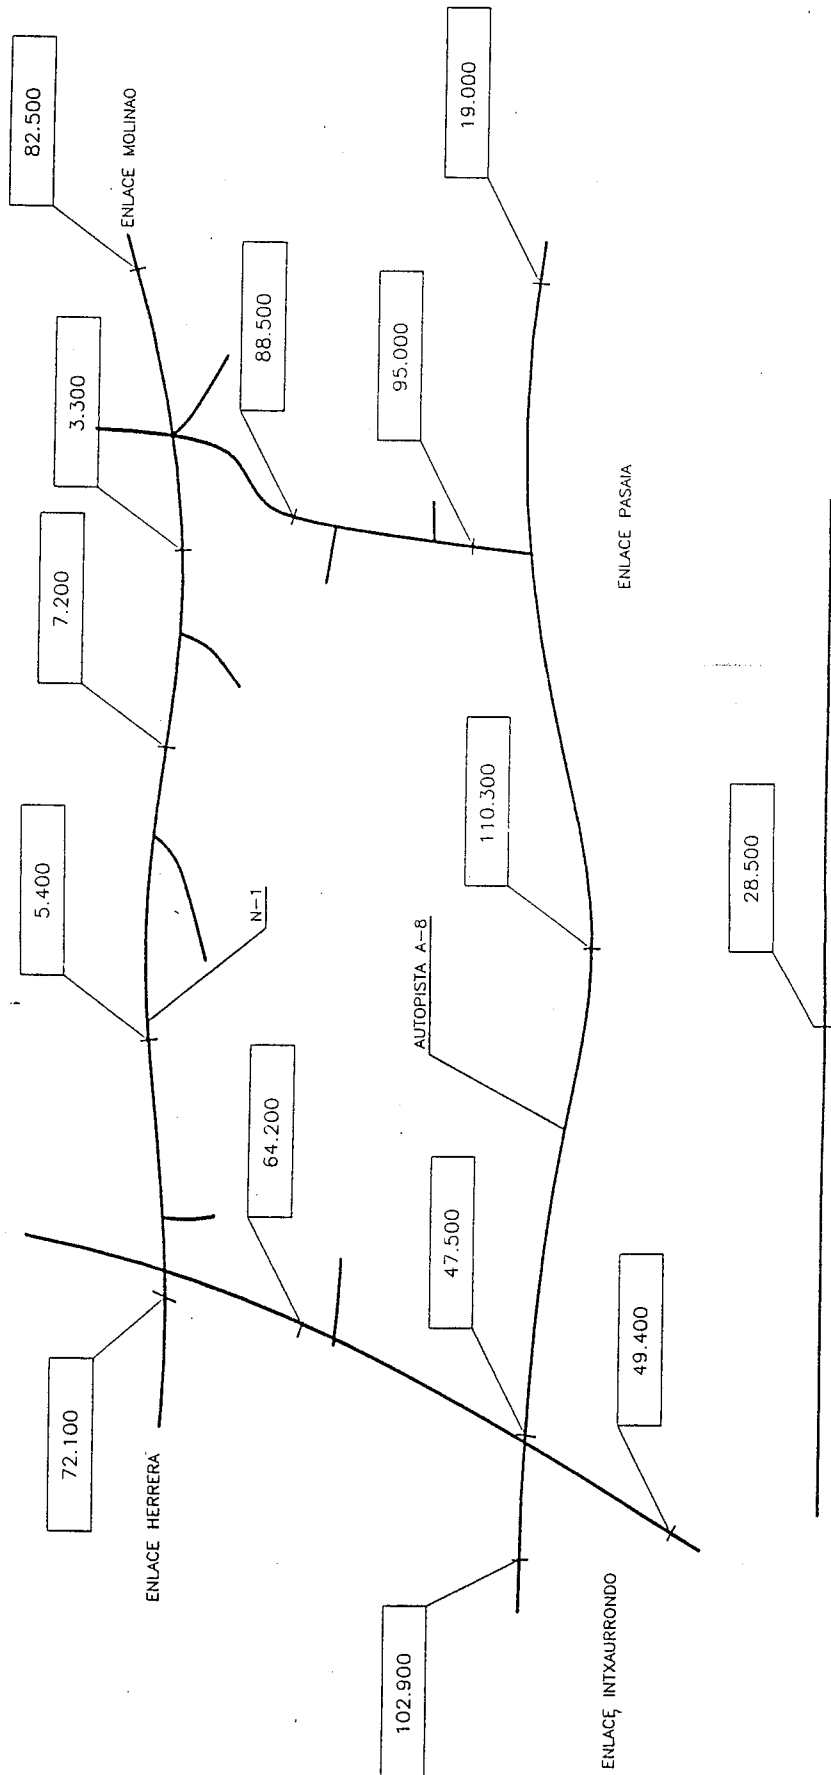 72.100
5.400
7.200
3.300
82.500
ENLACE HERRERA
ENLACE MOLINAO
64.200
N-1
88.500
102.900
47.500
AUTOPISTA A-8
110.300
95.000
19.000
ENLACE INTXAURRONDO
49.400
ENLACE PASAIA
28.500